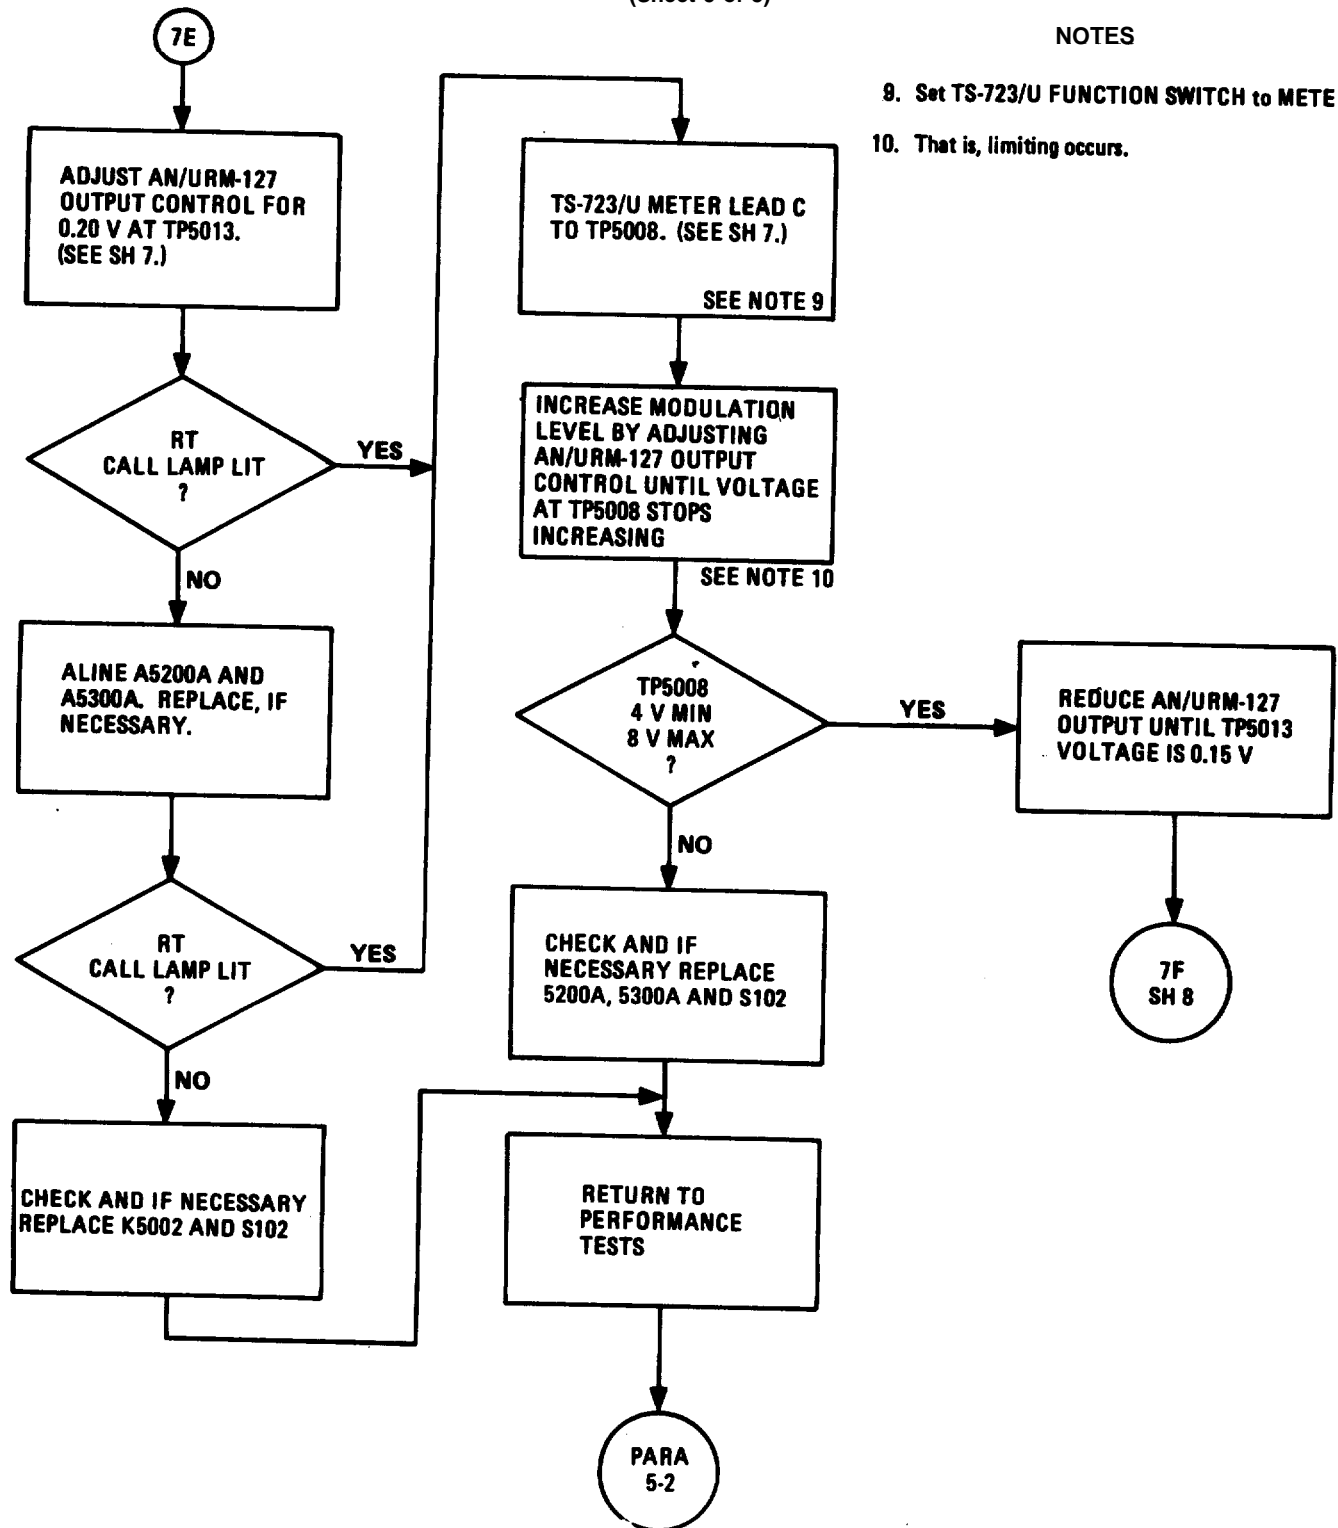 7E
ADJUST AN/URM-127
OUTPUT CONTROL FOR
0.20 V AT TP5013.
(SEE SH 7.)
RT
CALL LAMP LIT
?
YES
NO
ALINE A5200A AND
A5300A. REPLACE, IF
NECESSARY.
RT
CALL LAMP LIT
?
YES
NO
CHECK AND IF NECESSARY
REPLACE K5002 AND S102
TS-723/U METER LEAD C
TO TP5008. (SEE SH 7.)
SEE NOTE 9
INCREASE MODULATION
LEVEL BY ADJUSTING
AN/URM-127 OUTPUT
CONTROL UNTIL VOLTAGE
AT TP5008 STOPS
INCREASING
SEE NOTE 10
TP5008
4 V MIN
8 V MAX
?
YES
NO
CHECK AND IF
NECESSARY REPLACE
5200A, 5300A AND S102
RETURN TO
PERFORMANCE
TESTS
PARA
5-2
REDUCE AN/URM-127
OUTPUT UNTIL TP5013
VOLTAGE IS 0.15 V
7F
SH 8
NOTES
9. Set TS-723/U FUNCTION SWITCH to METE
10. That is, limiting occurs.